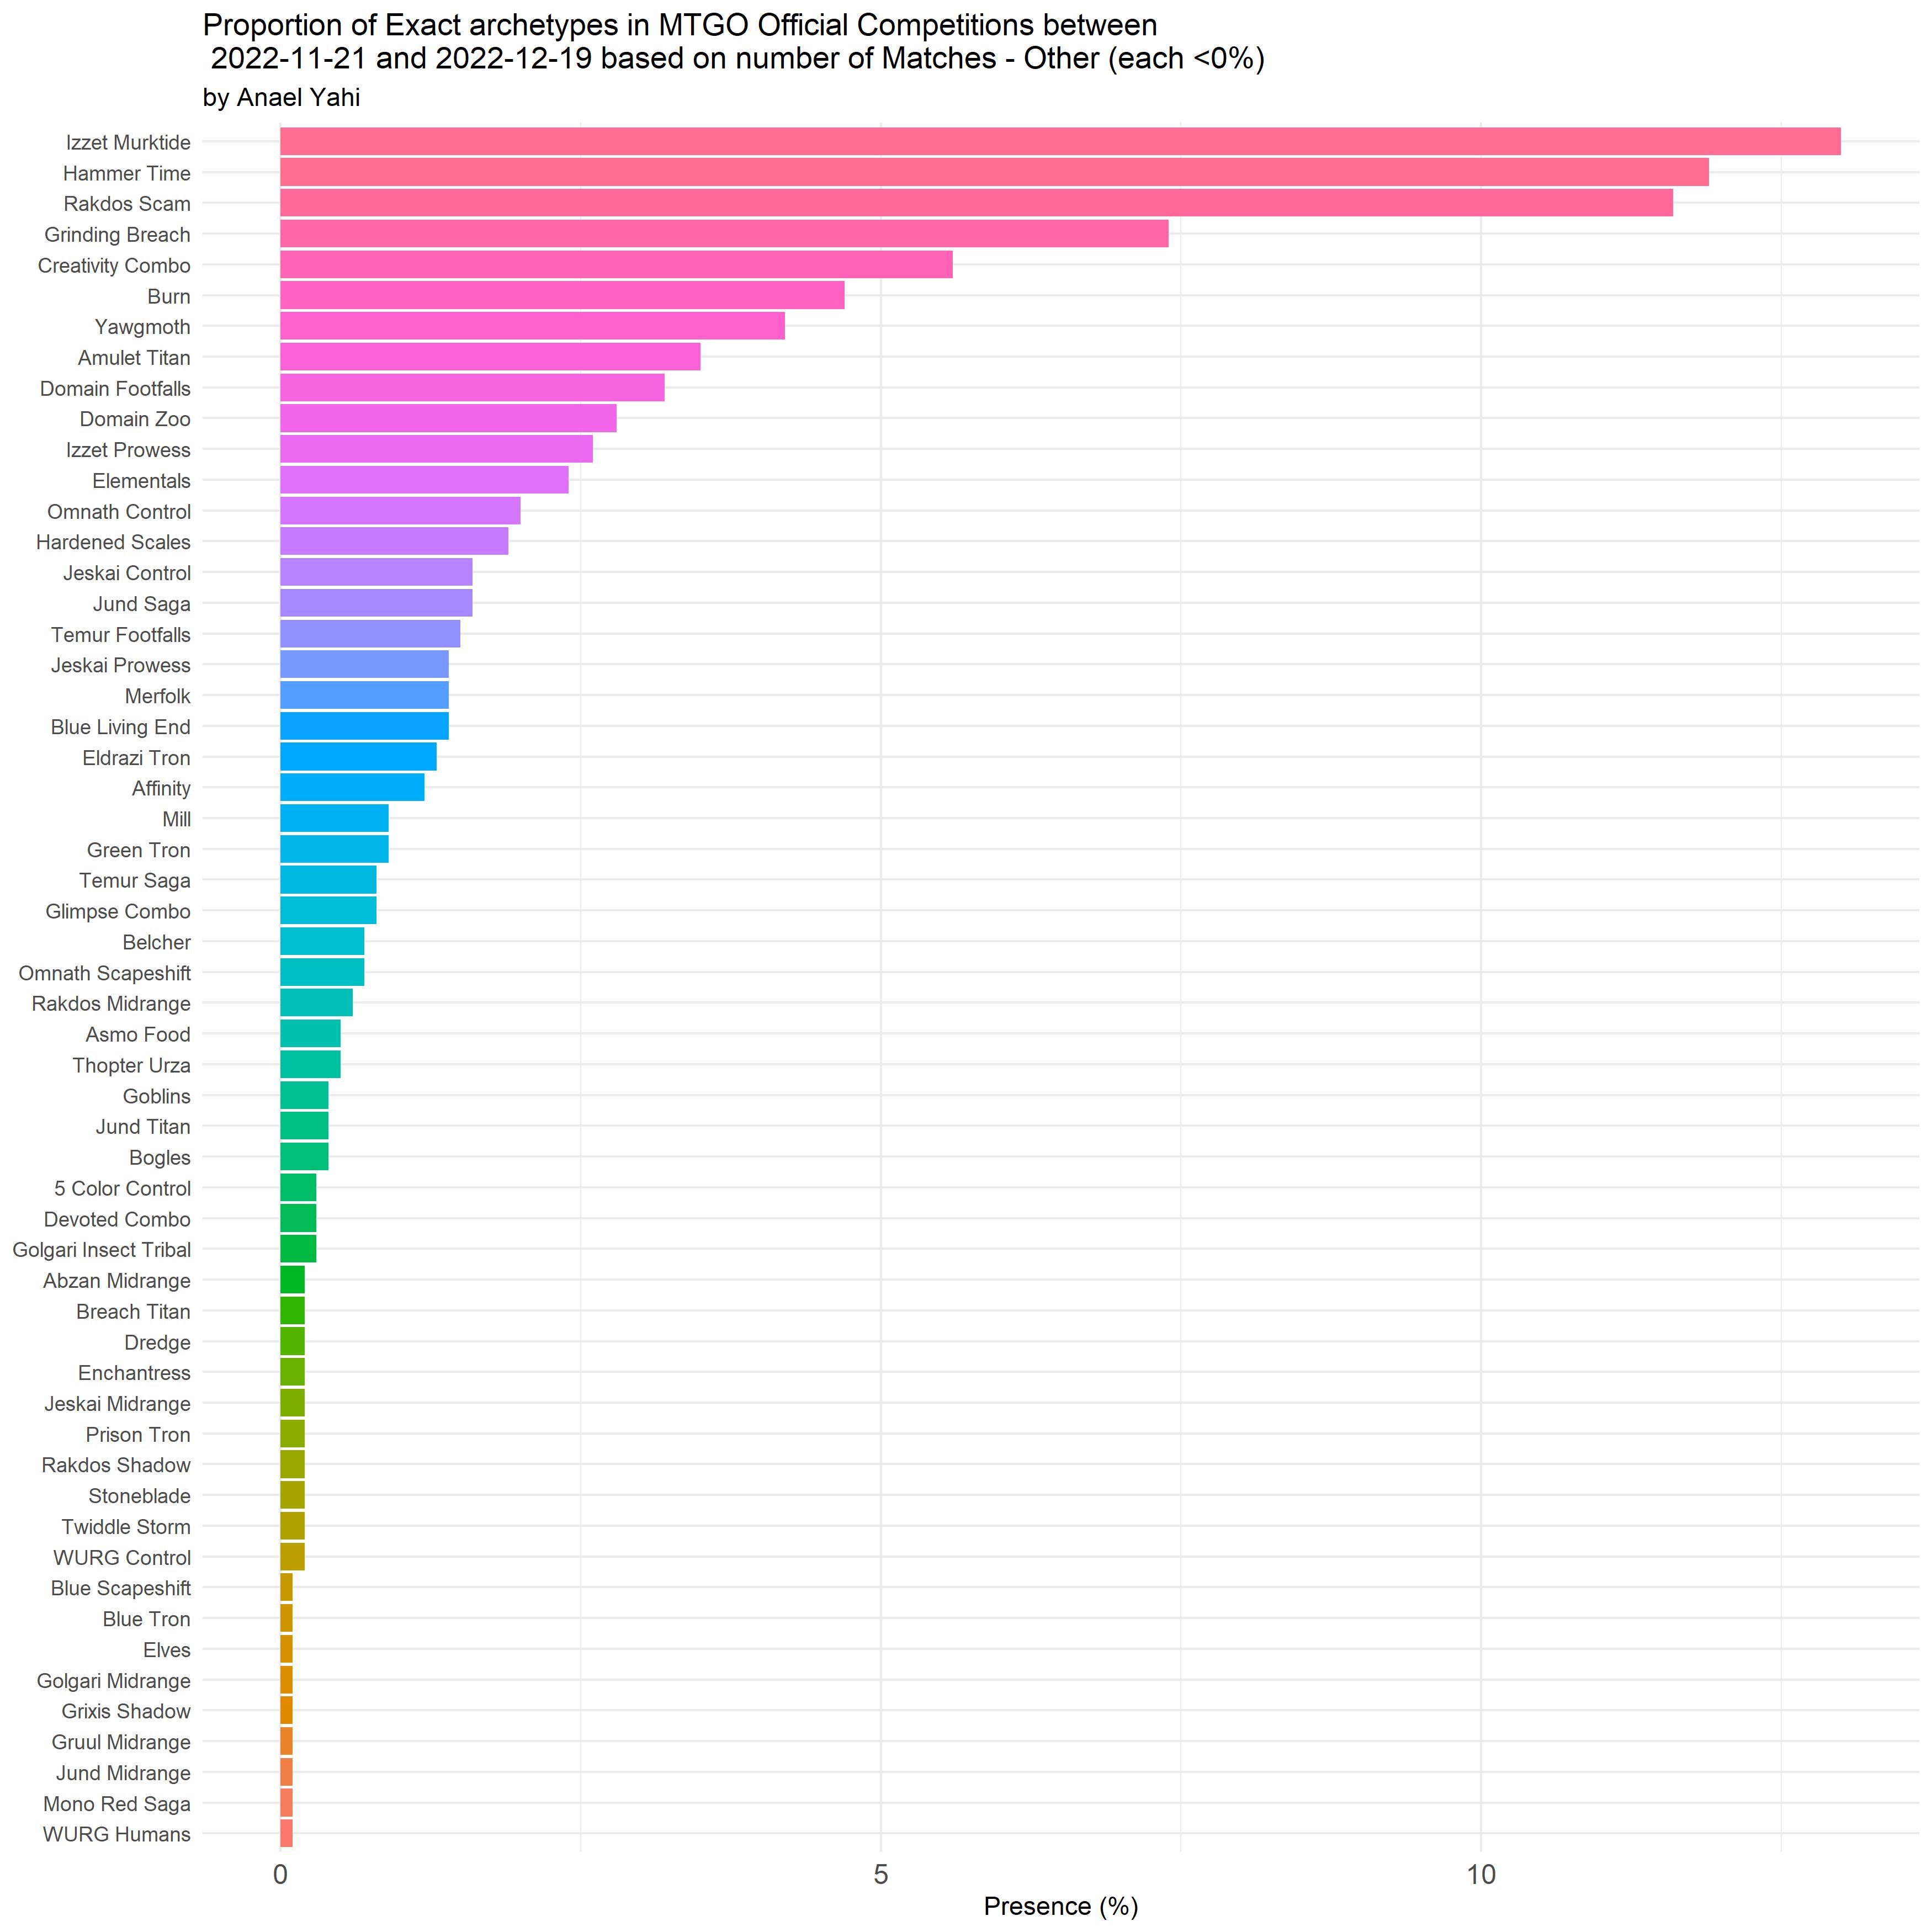 Proportion of Exact archetypes in MTGO Official Competitions between
2022-11-21 and 2022-12-19 based on number of Matches - Other (each <0%)
by Anael Yahi
Izzet Murktide
Hammer Time
Rakdos Scam
Grinding Breach
Creativity Combo
Burn
Yawgmoth
Amulet Titan
Domain Footfalls
Domain Zoo
Izzet Prowess
Elementals
Omnath Control
Hardened Scales
Jeskai Control
Jund Saga
Temur Footfalls
Jeskai Prowess
Merfolk
Blue Living End
Eldrazi Tron
Affinity
Mill
Green Tron
Temur Saga
Glimpse Combo
Belcher
Omnath Scapeshift
Rakdos Midrange
Asmo Food
Thopter Urza
Goblins
Jund Titan
Bogles
5 Color Control
Devoted Combo
Golgari Insect Tribal
Abzan Midrange
Breach Titan
Dredge
Enchantress
Jeskai Midrange
Prison Tron
Rakdos Shadow
Stoneblade
Twiddle Storm
WURG Control
Blue Scapeshift
Blue Tron
Elves
Golgari Midrange
Grixis Shadow
Gruul Midrange
Jund Midrange
Mono Red Saga
WURG Humans
0 5 10
Presence (%)